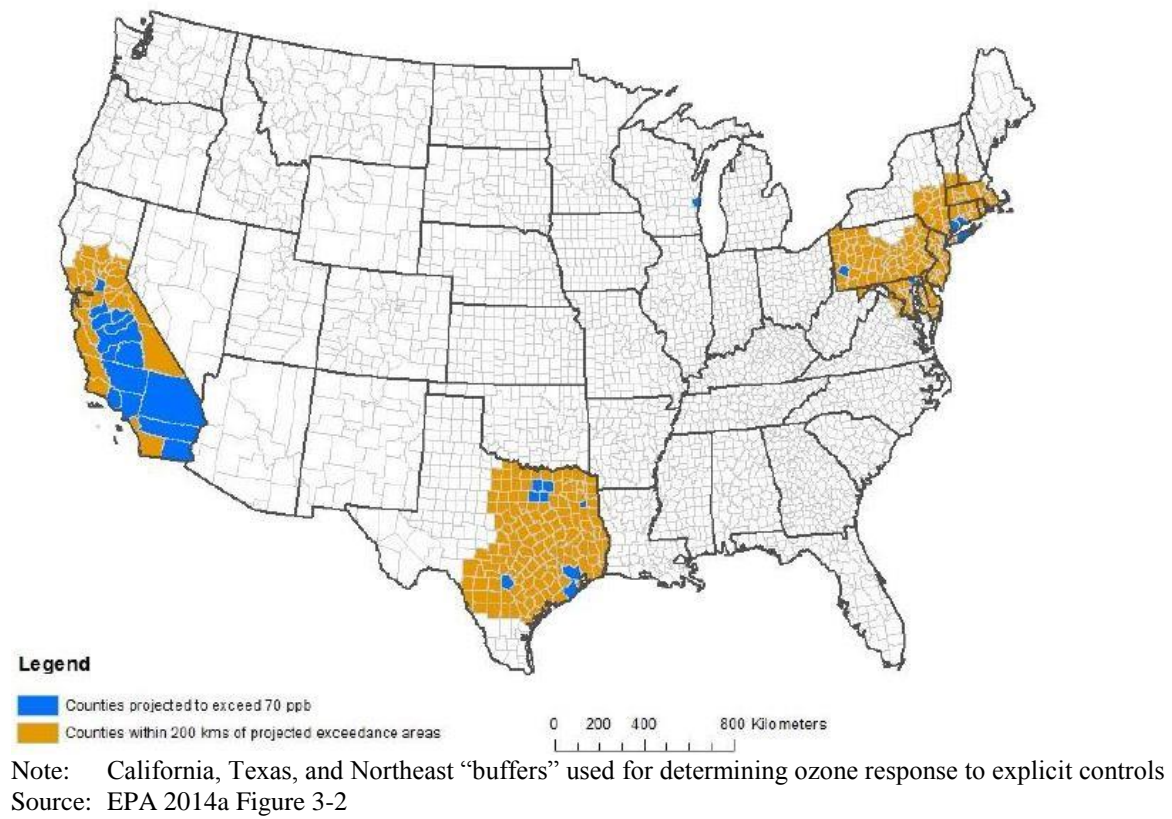 Legend
Counties projected to exceed 70 ppb
Counties within 200 kms of projected exceedance areas
0 200 400 800 Kilometers
Note: California, Texas, and Northeast “buffers” used for determining ozone response to explicit controls
Source: EPA 2014a Figure 3-2